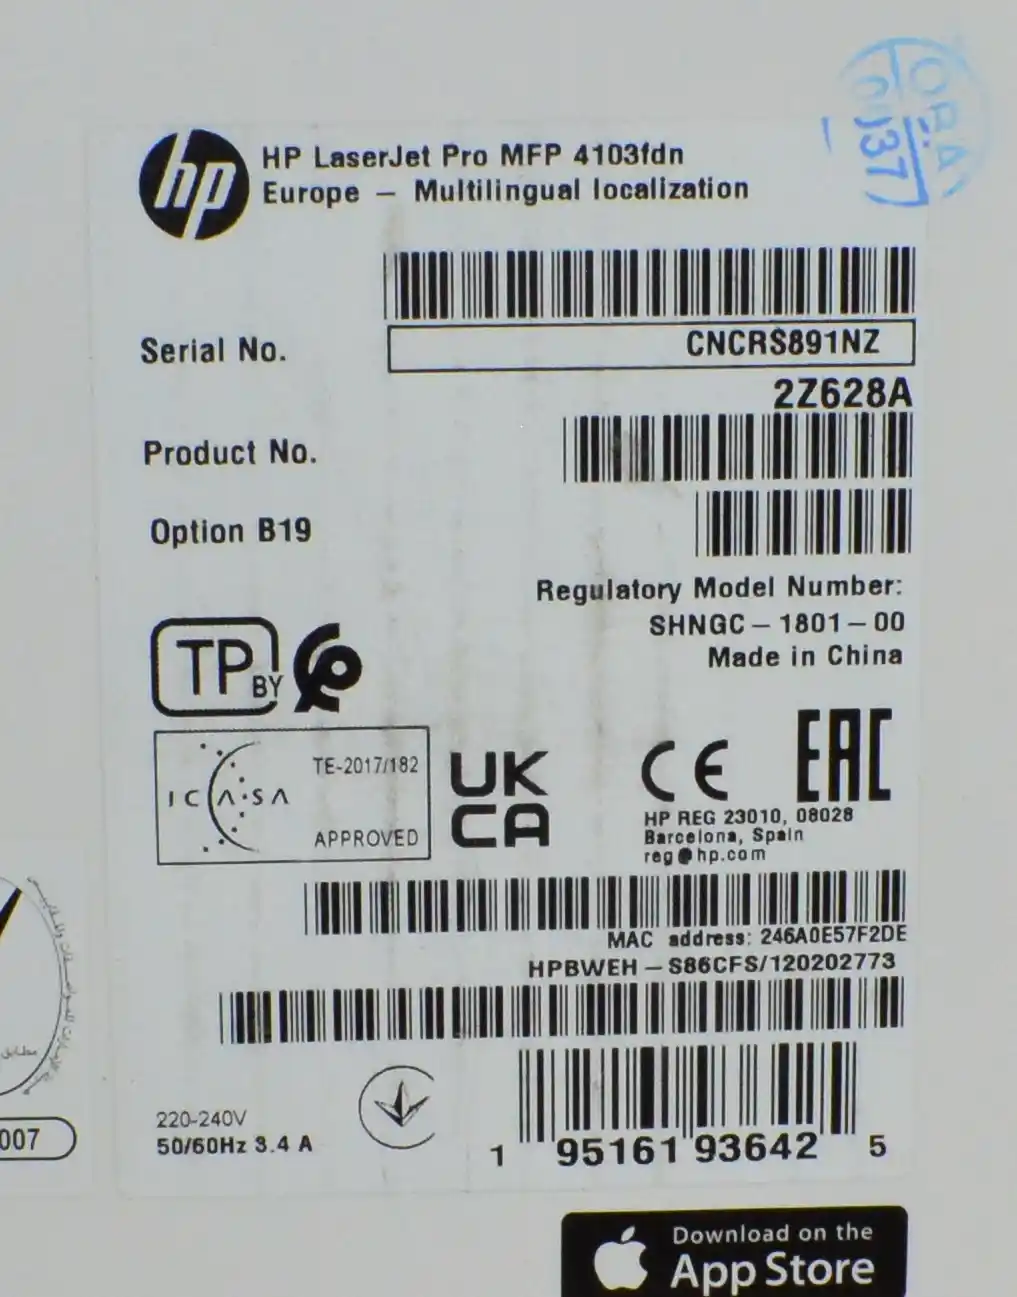 hp
HP LaserJet Pro MFP 4103fdn
Europe – Multilingual localization
Serial No.
CNCRS891NZ
2Z628A
Product No.
Option B19
Regulatory Model Number:
SHNGC – 1801 – 00
Made in China
TP BY
ICASA
TE-2017/182
APPROVED
UK
CA
CE
EAC
HP REG 23010, 08028
Barcelona, Spain
reg@hp.com
MAC address: 246A0E57F2DE
HPBWEH – S86CFS/120202773
007
220-240V
50/60Hz 3.4 A
1 95161 93642 5
Download on the
App Store